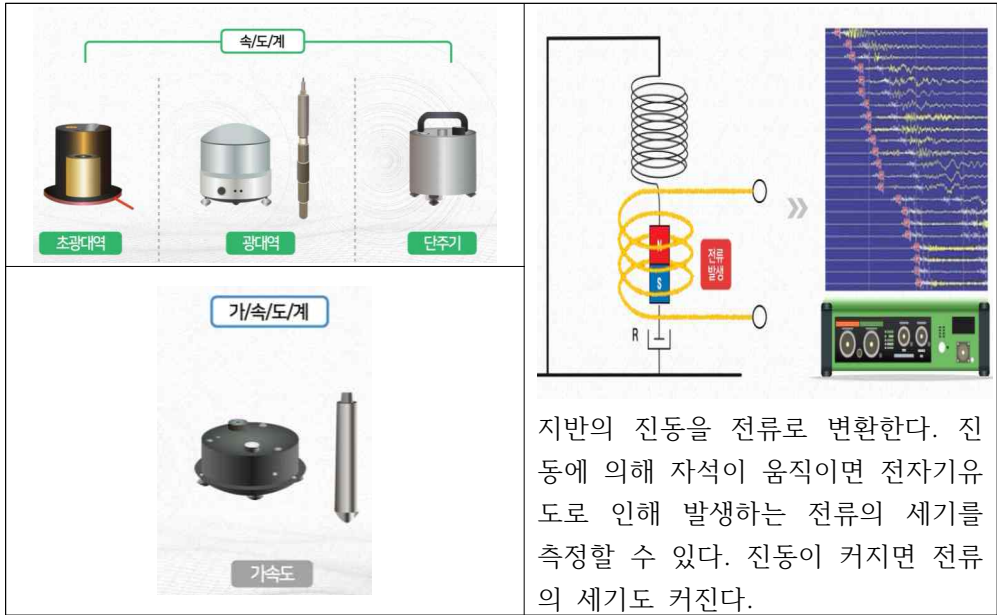 속/도/계
초광대역
광대역
단주기
가/속/도/계
가속도
N
S
전류
발생
R
지반의 진동을 전류로 변환한다. 진
동에 의해 자석이 움직이면 전자기유
도로 인해 발생하는 전류의 세기를
측정할 수 있다. 진동이 커지면 전류
의 세기도 커진다.